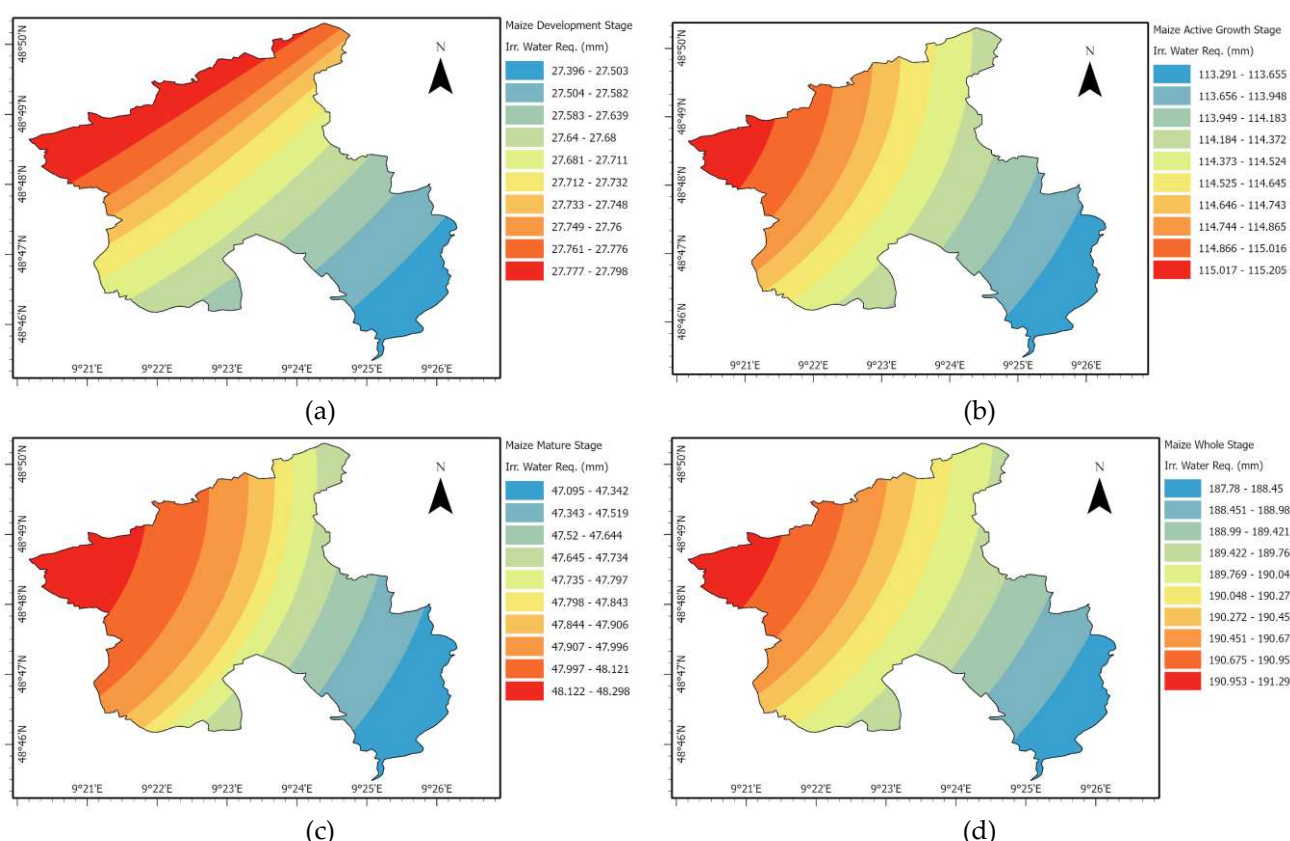 Maize Development Stage
Irr. Water Req. (mm)
27.396 - 27.503
27.504 - 27.582
27.583 - 27.639
27.64 - 27.68
27.681 - 27.711
27.712 - 27.732
27.733 - 27.748
27.749 - 27.76
27.761 - 27.776
27.777 - 27.798
N
48°50'N
48°49'N
48°48'N
48°47'N
48°46'N
9°21'E 9°22'E 9°23'E 9°24'E 9°25'E 9°26'E
(a)
Maize Active Growth Stage
Irr. Water Req. (mm)
113.291 - 113.655
113.656 - 113.948
113.949 - 114.183
114.184 - 114.372
114.373 - 114.524
114.525 - 114.645
114.646 - 114.743
114.744 - 114.865
114.866 - 115.016
115.017 - 115.205
N
48°50'N
48°49'N
48°48'N
48°47'N
48°46'N
9°21'E 9°22'E 9°23'E 9°24'E 9°25'E 9°26'E
(b)
Maize Mature Stage
Irr. Water Req. (mm)
47.095 - 47.342
47.343 - 47.519
47.52 - 47.644
47.645 - 47.734
47.735 - 47.797
47.798 - 47.843
47.844 - 47.906
47.907 - 47.996
47.997 - 48.121
48.122 - 48.298
N
48°50'N
48°49'N
48°48'N
48°47'N
48°46'N
9°21'E 9°22'E 9°23'E 9°24'E 9°25'E 9°26'E
(c)
Maize Whole Stage
Irr. Water Req. (mm)
187.78 - 188.45
188.451 - 188.98
188.99 - 189.421
189.422 - 189.76
189.769 - 190.04
190.048 - 190.27
190.272 - 190.45
190.451 - 190.67
190.675 - 190.95
190.953 - 191.29
N
48°50'N
48°49'N
48°48'N
48°47'N
48°46'N
9°21'E 9°22'E 9°23'E 9°24'E 9°25'E 9°26'E
(d)